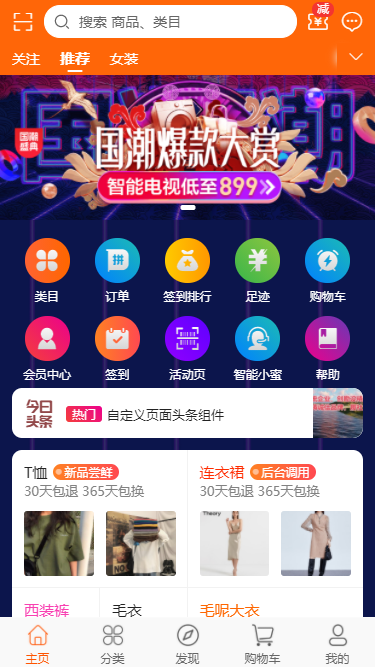 搜索 商品、类目
减
关注 推荐 女装
国潮盛典
国潮爆款大赏
智能电视低至899
类目 订单 签到排行 足迹 购物车
会员中心 签到 活动页 智能小蜜 帮助
今日头条 热门 自定义页面头条组件
T恤 新品尝鲜 连衣裙 后台调用
30天包退 365天包换 30天包退 365天包换
Theory
西装裤 毛衣 毛呢大衣
主页 分类 发现 购物车 我的